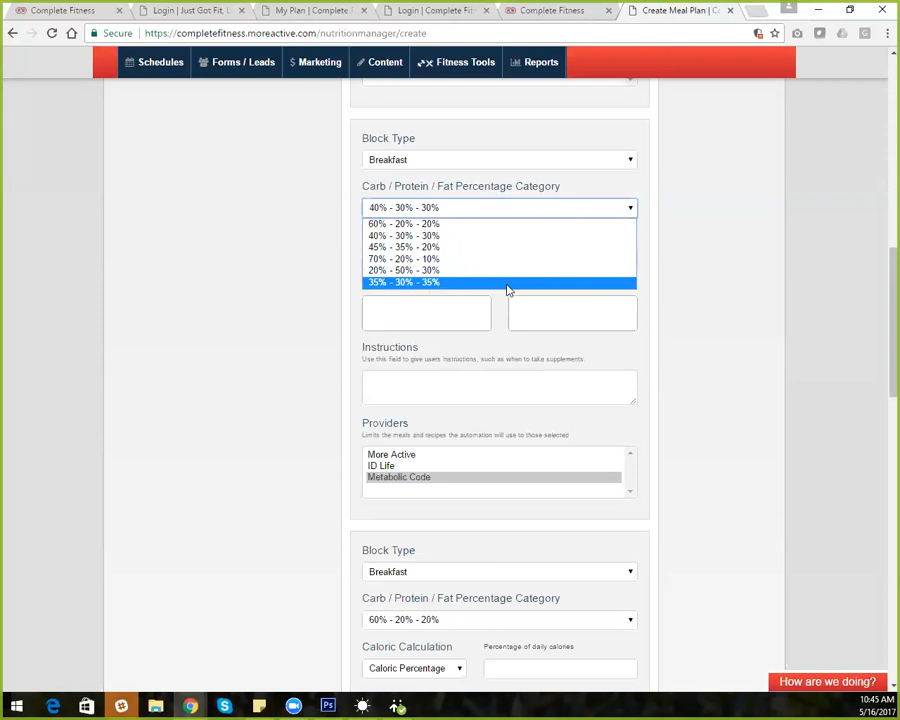 Complete Fitness
Login | Just Got Fit, L
My Plan | Complete
Login | Complete Fitn
Complete Fitness
Create Meal Plan | Co
Secure
https://completefitness.moreactive.com/nutritionmanager/create
Schedules
Forms / Leads
Marketing
Content
Fitness Tools
Reports
Block Type
Breakfast
Carb / Protein / Fat Percentage Category
40% - 30% - 30%
60% - 20% - 20%
40% - 30% - 30%
45% - 35% - 20%
70% - 20% - 10%
20% - 50% - 30%
35% - 30% - 35%
Instructions
Use this field to give users instructions, such as when to take supplements.
Providers
Limits the meals and recipes the automation will use to those selected
More Active
ID Life
Metabolic Code
Block Type
Breakfast
Carb / Protein / Fat Percentage Category
60% - 20% - 20%
Caloric Calculation
Percentage of daily calories
Caloric Percentage
How are we doing?
Ps
10:45 AM
5/16/2017